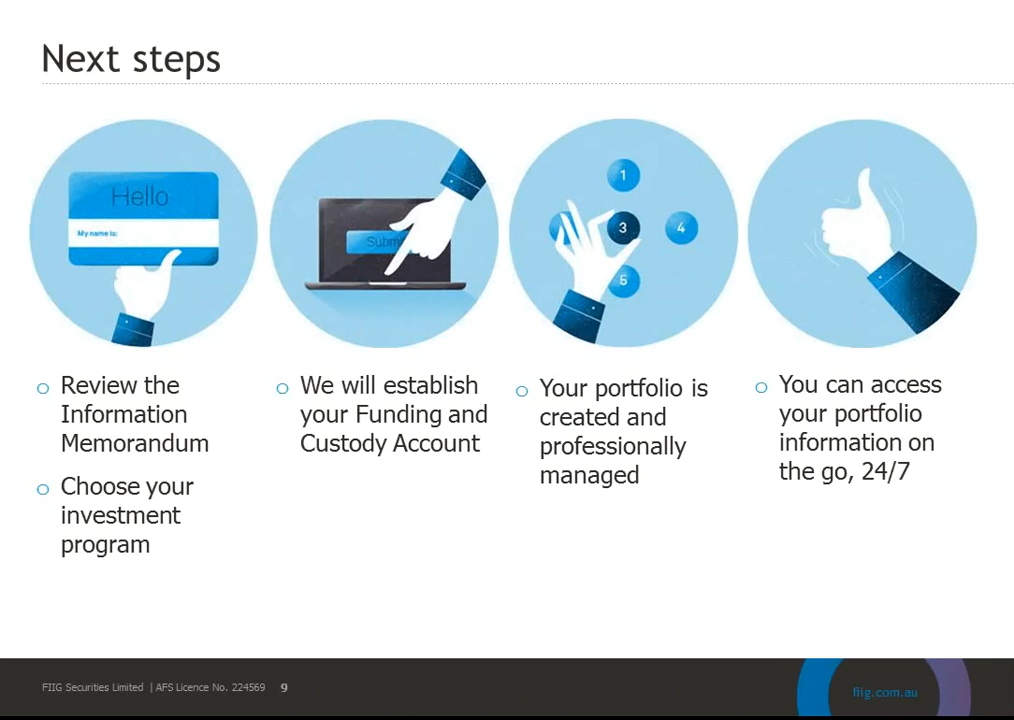 Next steps
Hello
My name is:
Submi
1
3
4
5
o Review the
Information
Memorandum
o Choose your
investment
program
o We will establish
your Funding and
Custody Account
o Your portfolio is
created and
professionally
managed
o You can access
your portfolio
information on
the go, 24/7
FIIG Securities Limited | AFS Licence No. 224569 9
fiig.com.au